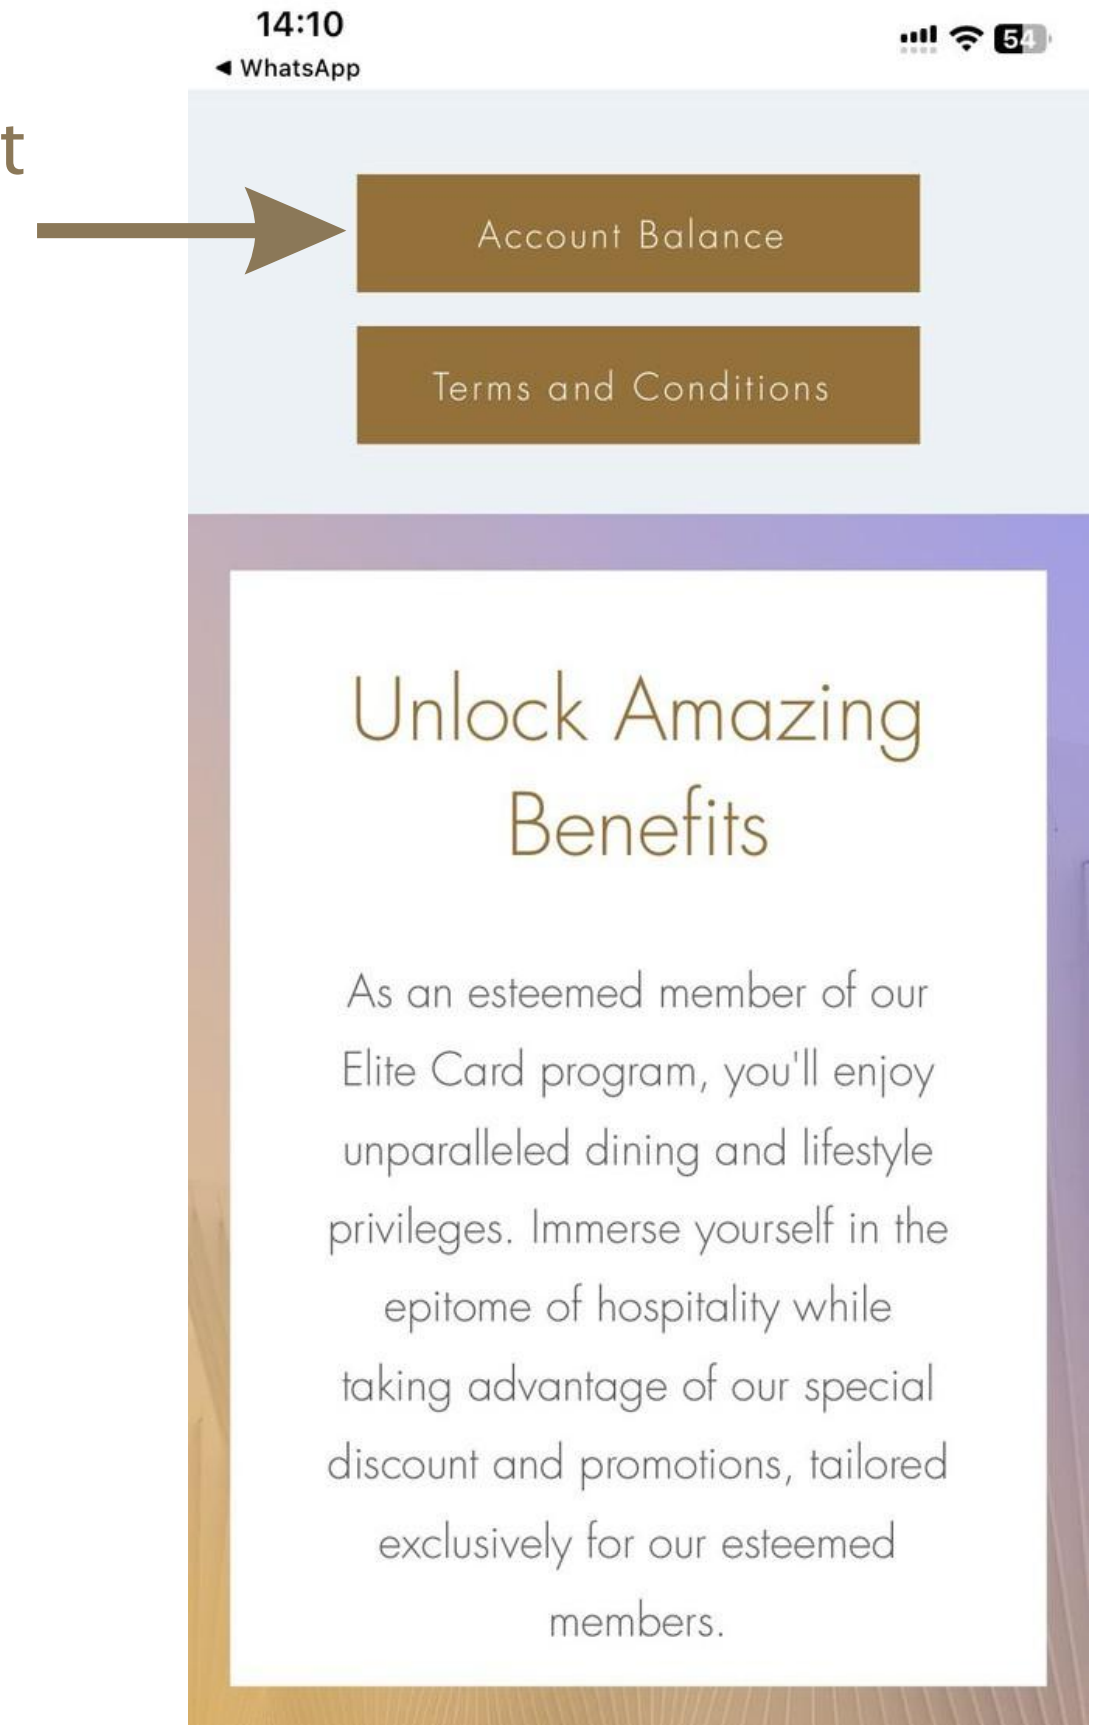 14:10
54
◀ WhatsApp
t
Account Balance
Terms and Conditions
Unlock Amazing
Benefits
As an esteemed member of our
Elite Card program, you'll enjoy
unparalleled dining and lifestyle
privileges. Immerse yourself in the
epitome of hospitality while
taking advantage of our special
discount and promotions, tailored
exclusively for our esteemed
members.